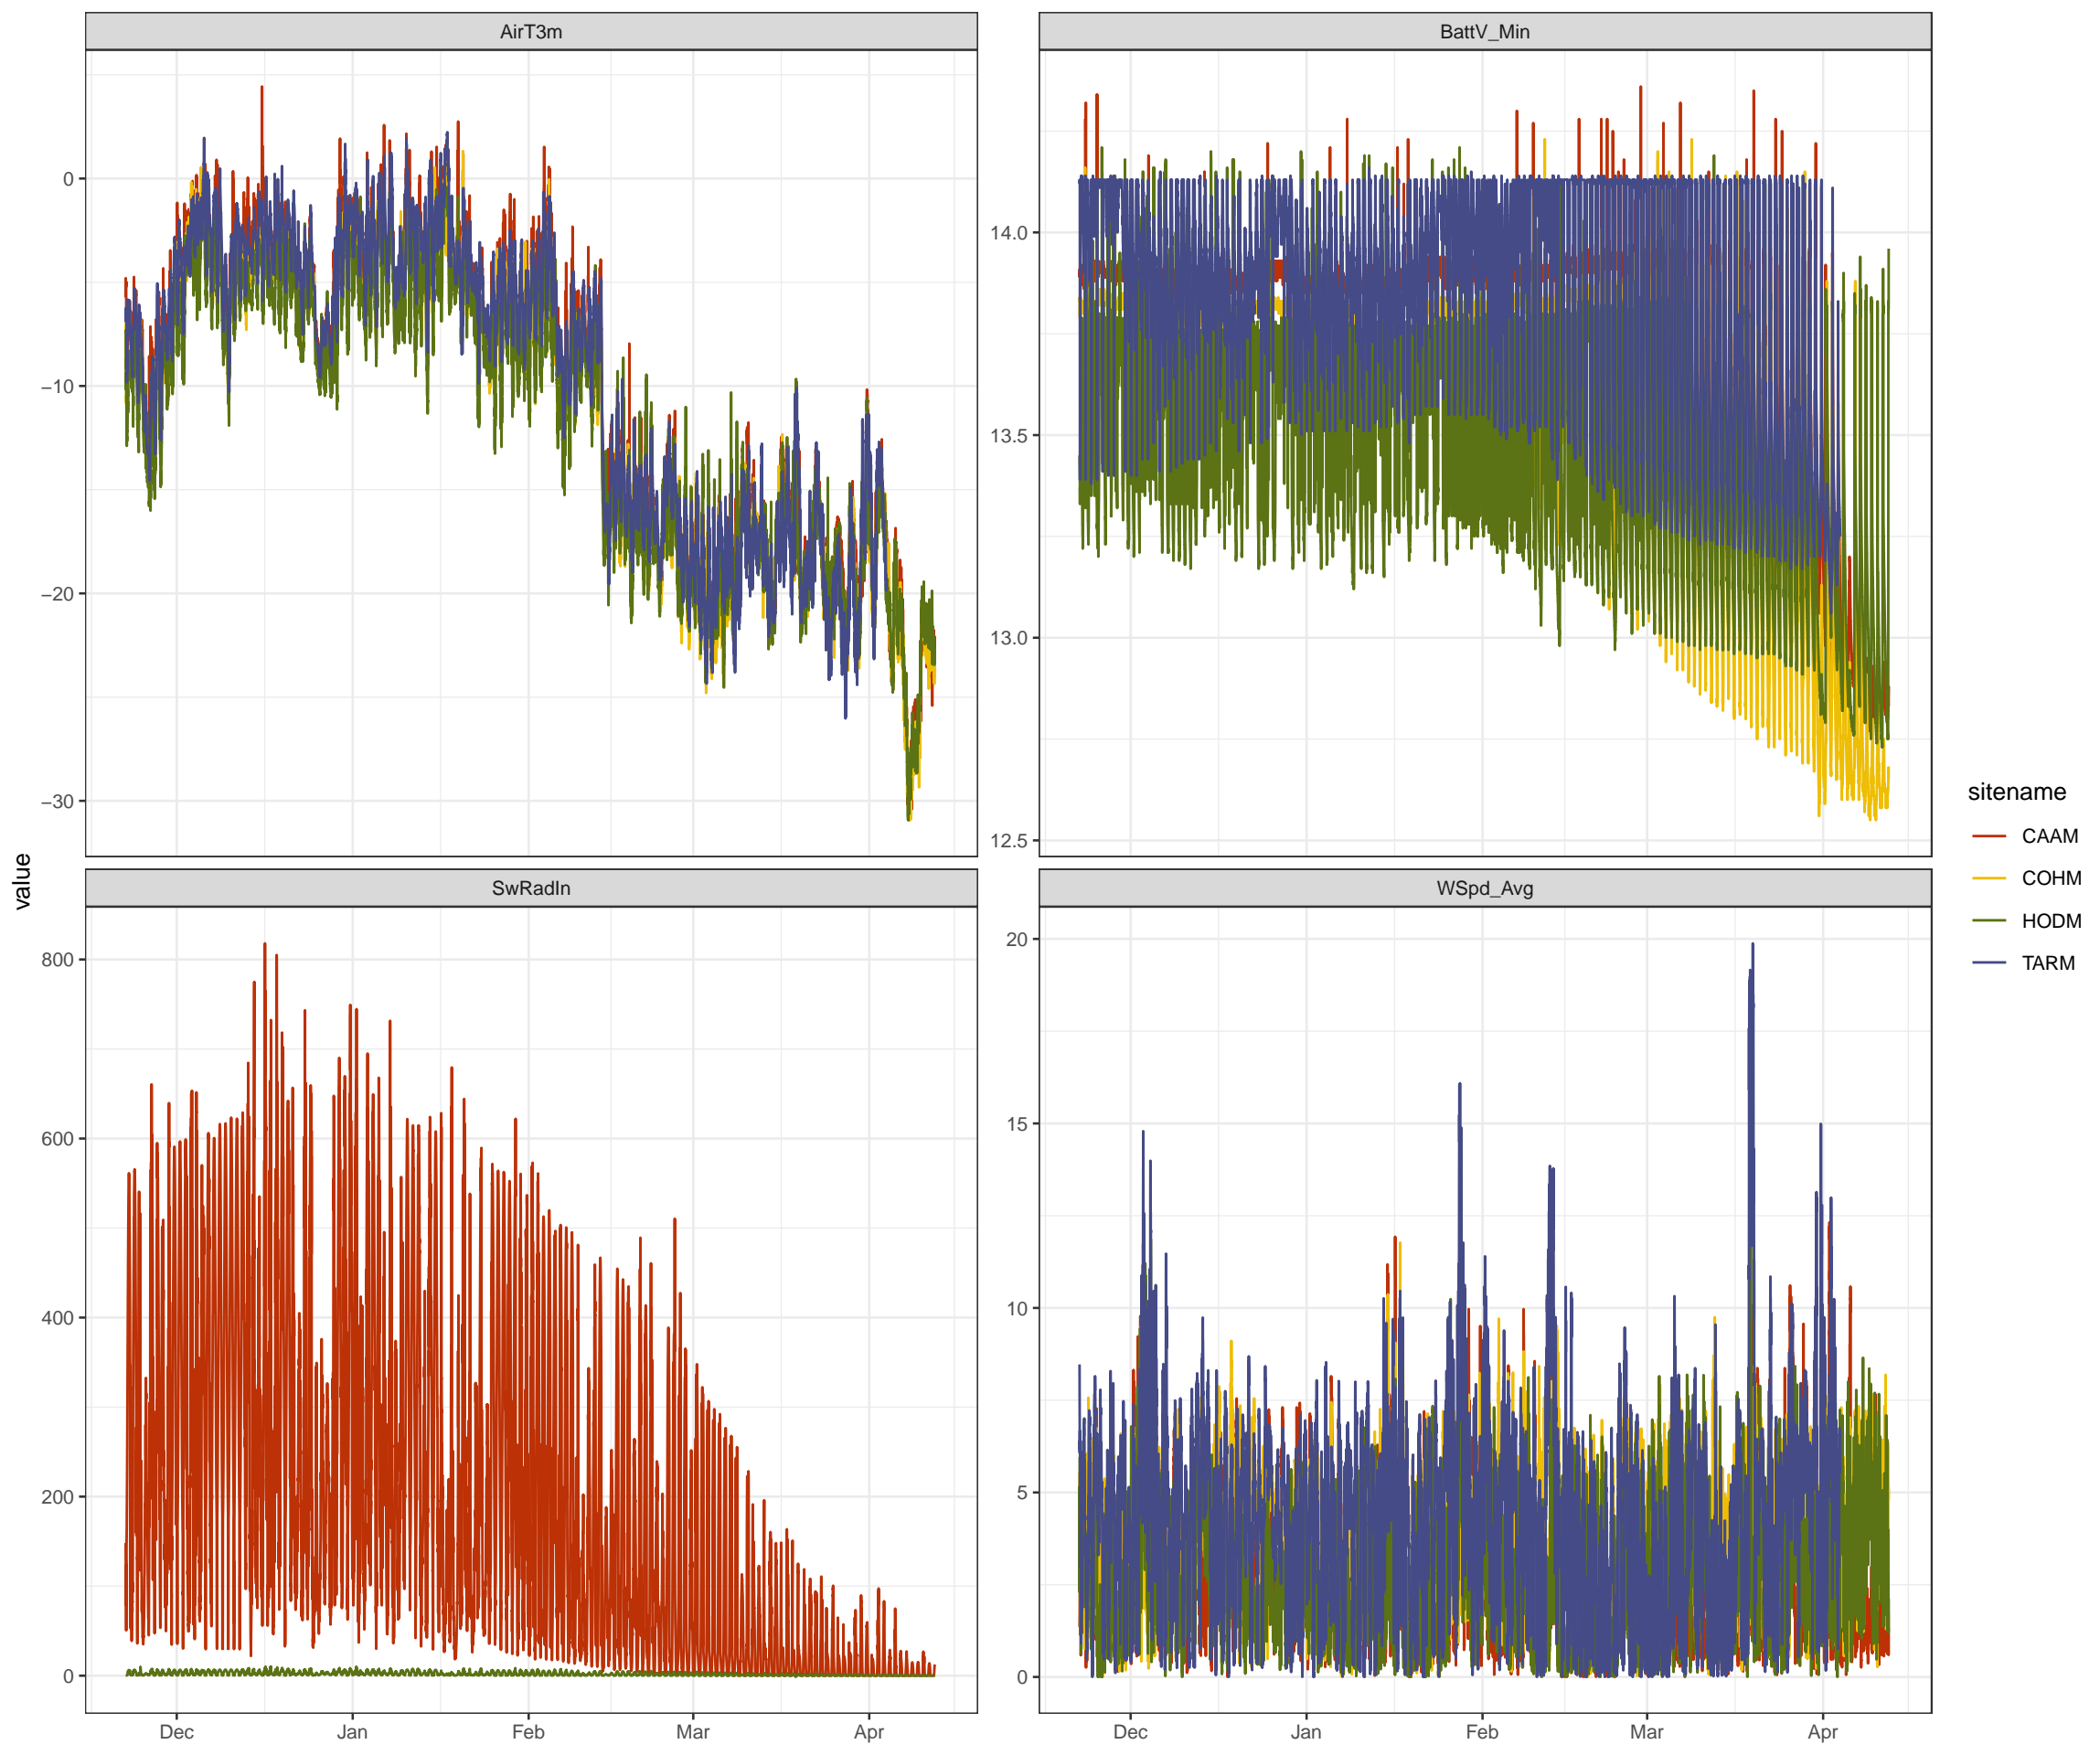 AirT3m
BattV_Min
0
−10
−20
−30
14.0
13.5
13.0
12.5
value
SwRadIn
WSpd_Avg
800
600
400
200
0
20
15
10
5
0
Dec Jan Feb Mar Apr
Dec Jan Feb Mar Apr
sitename
CAAM
COHM
HODM
TARM